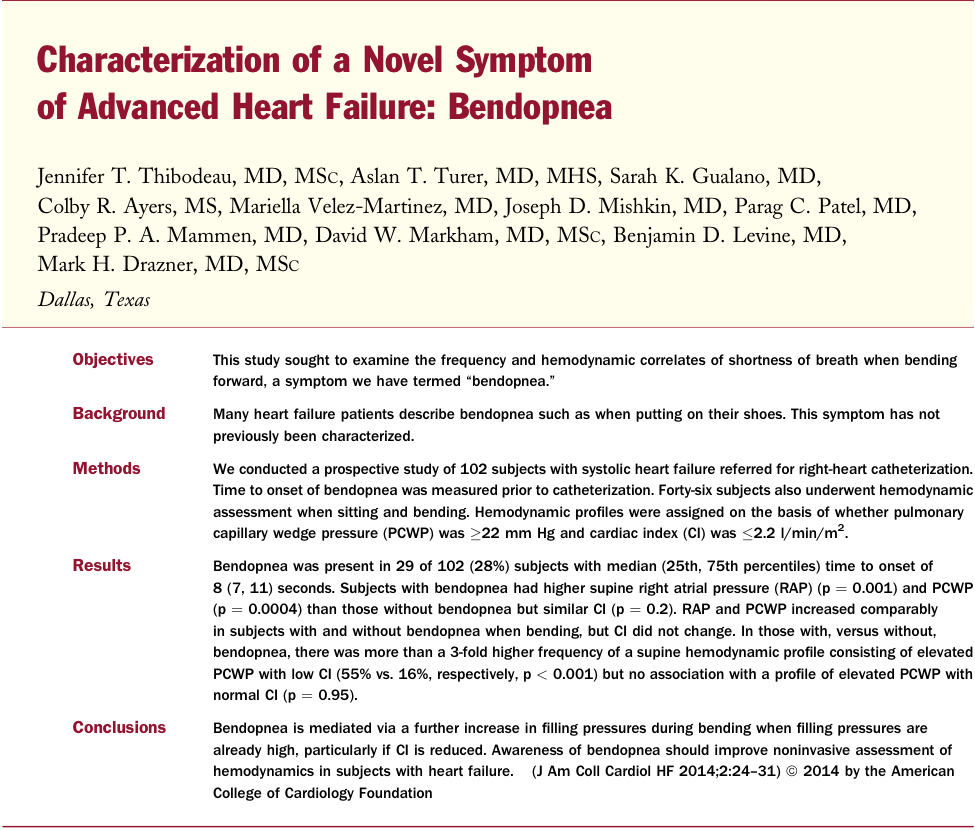 Characterization of a Novel Symptom
of Advanced Heart Failure: Bendopnea
Jennifer T. Thibodeau, MD, MSC, Aslan T. Turer, MD, MHS, Sarah K. Gualano, MD,
Colby R. Ayers, MS, Mariella Velez-Martinez, MD, Joseph D. Mishkin, MD, Parag C. Patel, MD,
Pradeep P. A. Mammen, MD, David W. Markham, MD, MSC, Benjamin D. Levine, MD,
Mark H. Drazner, MD, MSC
Dallas, Texas
Objectives This study sought to examine the frequency and hemodynamic correlates of shortness of breath when bending
forward, a symptom we have termed “bendopnea.”
Background Many heart failure patients describe bendopnea such as when putting on their shoes. This symptom has not
previously been characterized.
Methods We conducted a prospective study of 102 subjects with systolic heart failure referred for right-heart catheterization.
Time to onset of bendopnea was measured prior to catheterization. Forty-six subjects also underwent hemodynamic
assessment when sitting and bending. Hemodynamic profiles were assigned on the basis of whether pulmonary
capillary wedge pressure (PCWP) was ≥22 mm Hg and cardiac index (CI) was ≤2.2 l/min/m².
Results Bendopnea was present in 29 of 102 (28%) subjects with median (25th, 75th percentiles) time to onset of
8 (7, 11) seconds. Subjects with bendopnea had higher supine right atrial pressure (RAP) (p = 0.001) and PCWP
(p = 0.0004) than those without bendopnea but similar CI (p = 0.2). RAP and PCWP increased comparably
in subjects with and without bendopnea when bending, but CI did not change. In those with, versus without,
bendopnea, there was more than a 3-fold higher frequency of a supine hemodynamic profile consisting of elevated
PCWP with low CI (55% vs. 16%, respectively, p < 0.001) but no association with a profile of elevated PCWP with
normal CI (p = 0.95).
Conclusions Bendopnea is mediated via a further increase in filling pressures during bending when filling pressures are
already high, particularly if CI is reduced. Awareness of bendopnea should improve noninvasive assessment of
hemodynamics in subjects with heart failure. (J Am Coll Cardiol HF 2014;2:24–31) © 2014 by the American
College of Cardiology Foundation